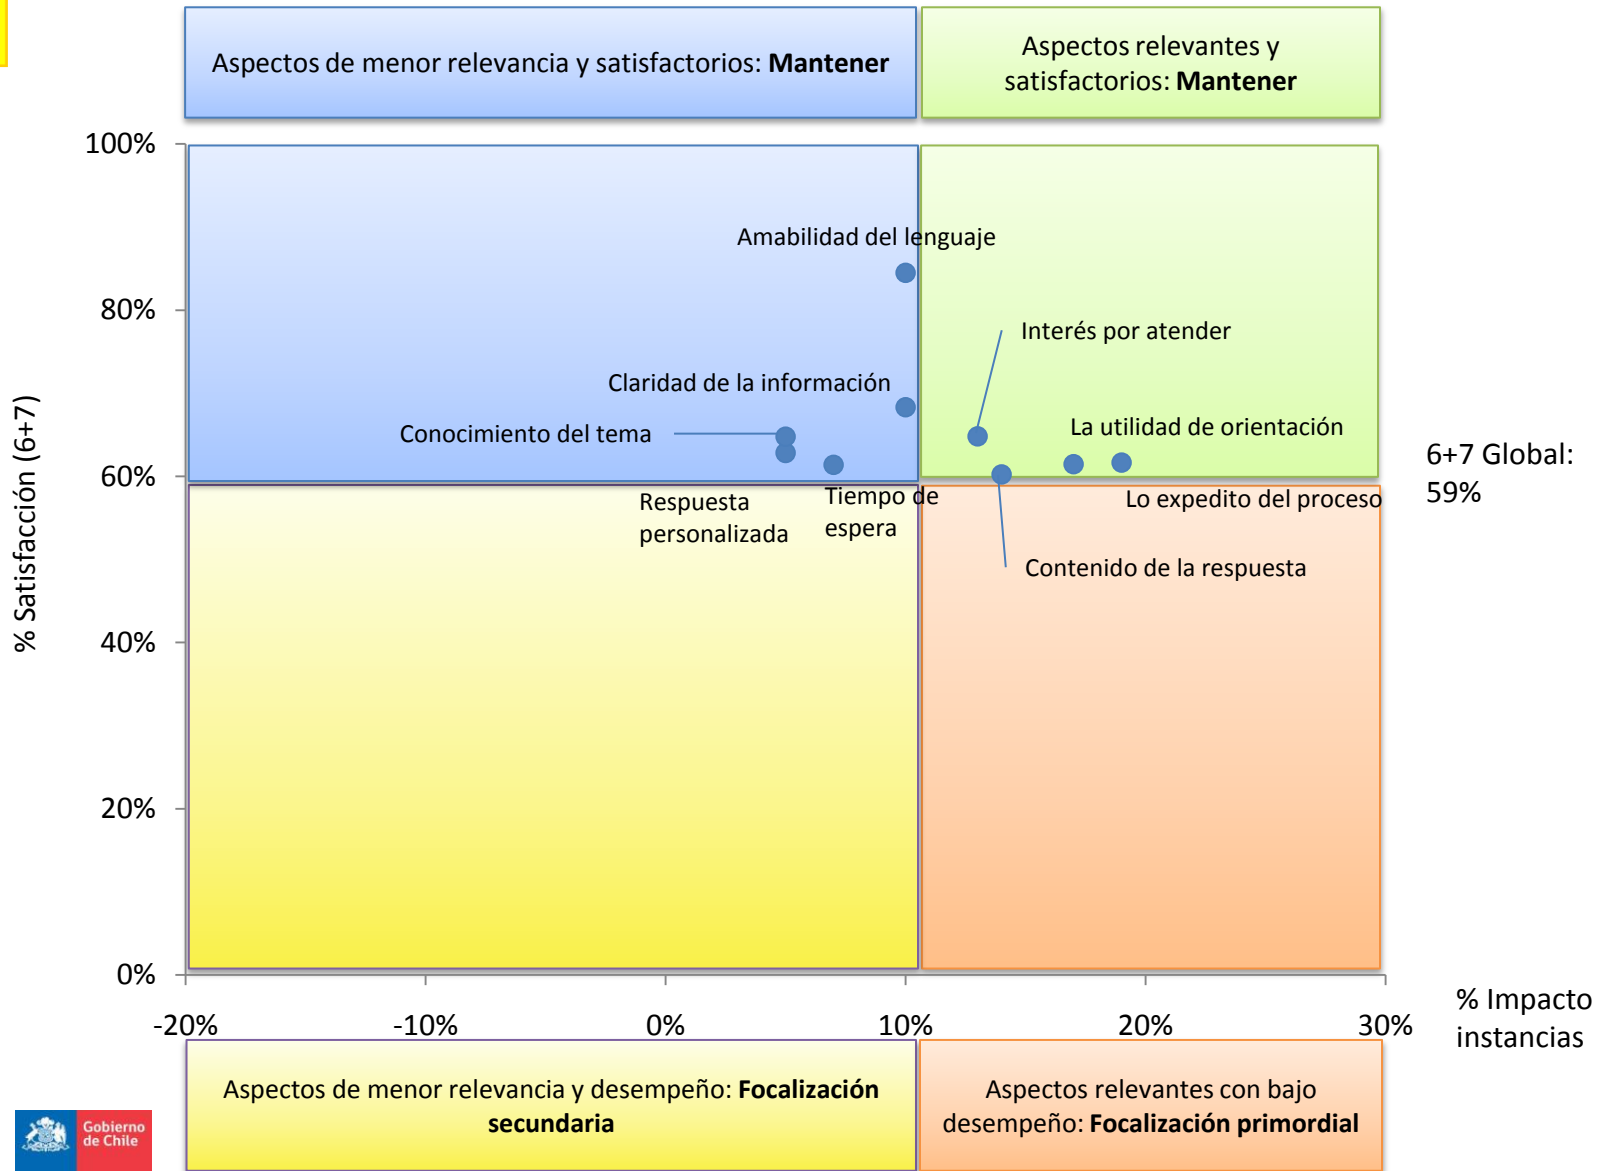 Aspectos de menor relevancia y satisfactorios: Mantener
Aspectos relevantes y
satisfactorios: Mantener
100%
80%
60%
40%
20%
0%
% Satisfacción (6+7)
Amabilidad del lenguaje
Interés por atender
Claridad de la información
Conocimiento del tema
La utilidad de orientación
Respuesta
personalizada
Tiempo de
espera
Lo expedito del proceso
Contenido de la respuesta
6+7 Global:
59%
-20%
-10%
0%
10%
20%
30%
% Impacto
instancias
Aspectos de menor relevancia y desempeño: Focalización
secundaria
Aspectos relevantes con bajo
desempeño: Focalización primordial
Gobierno
de Chile